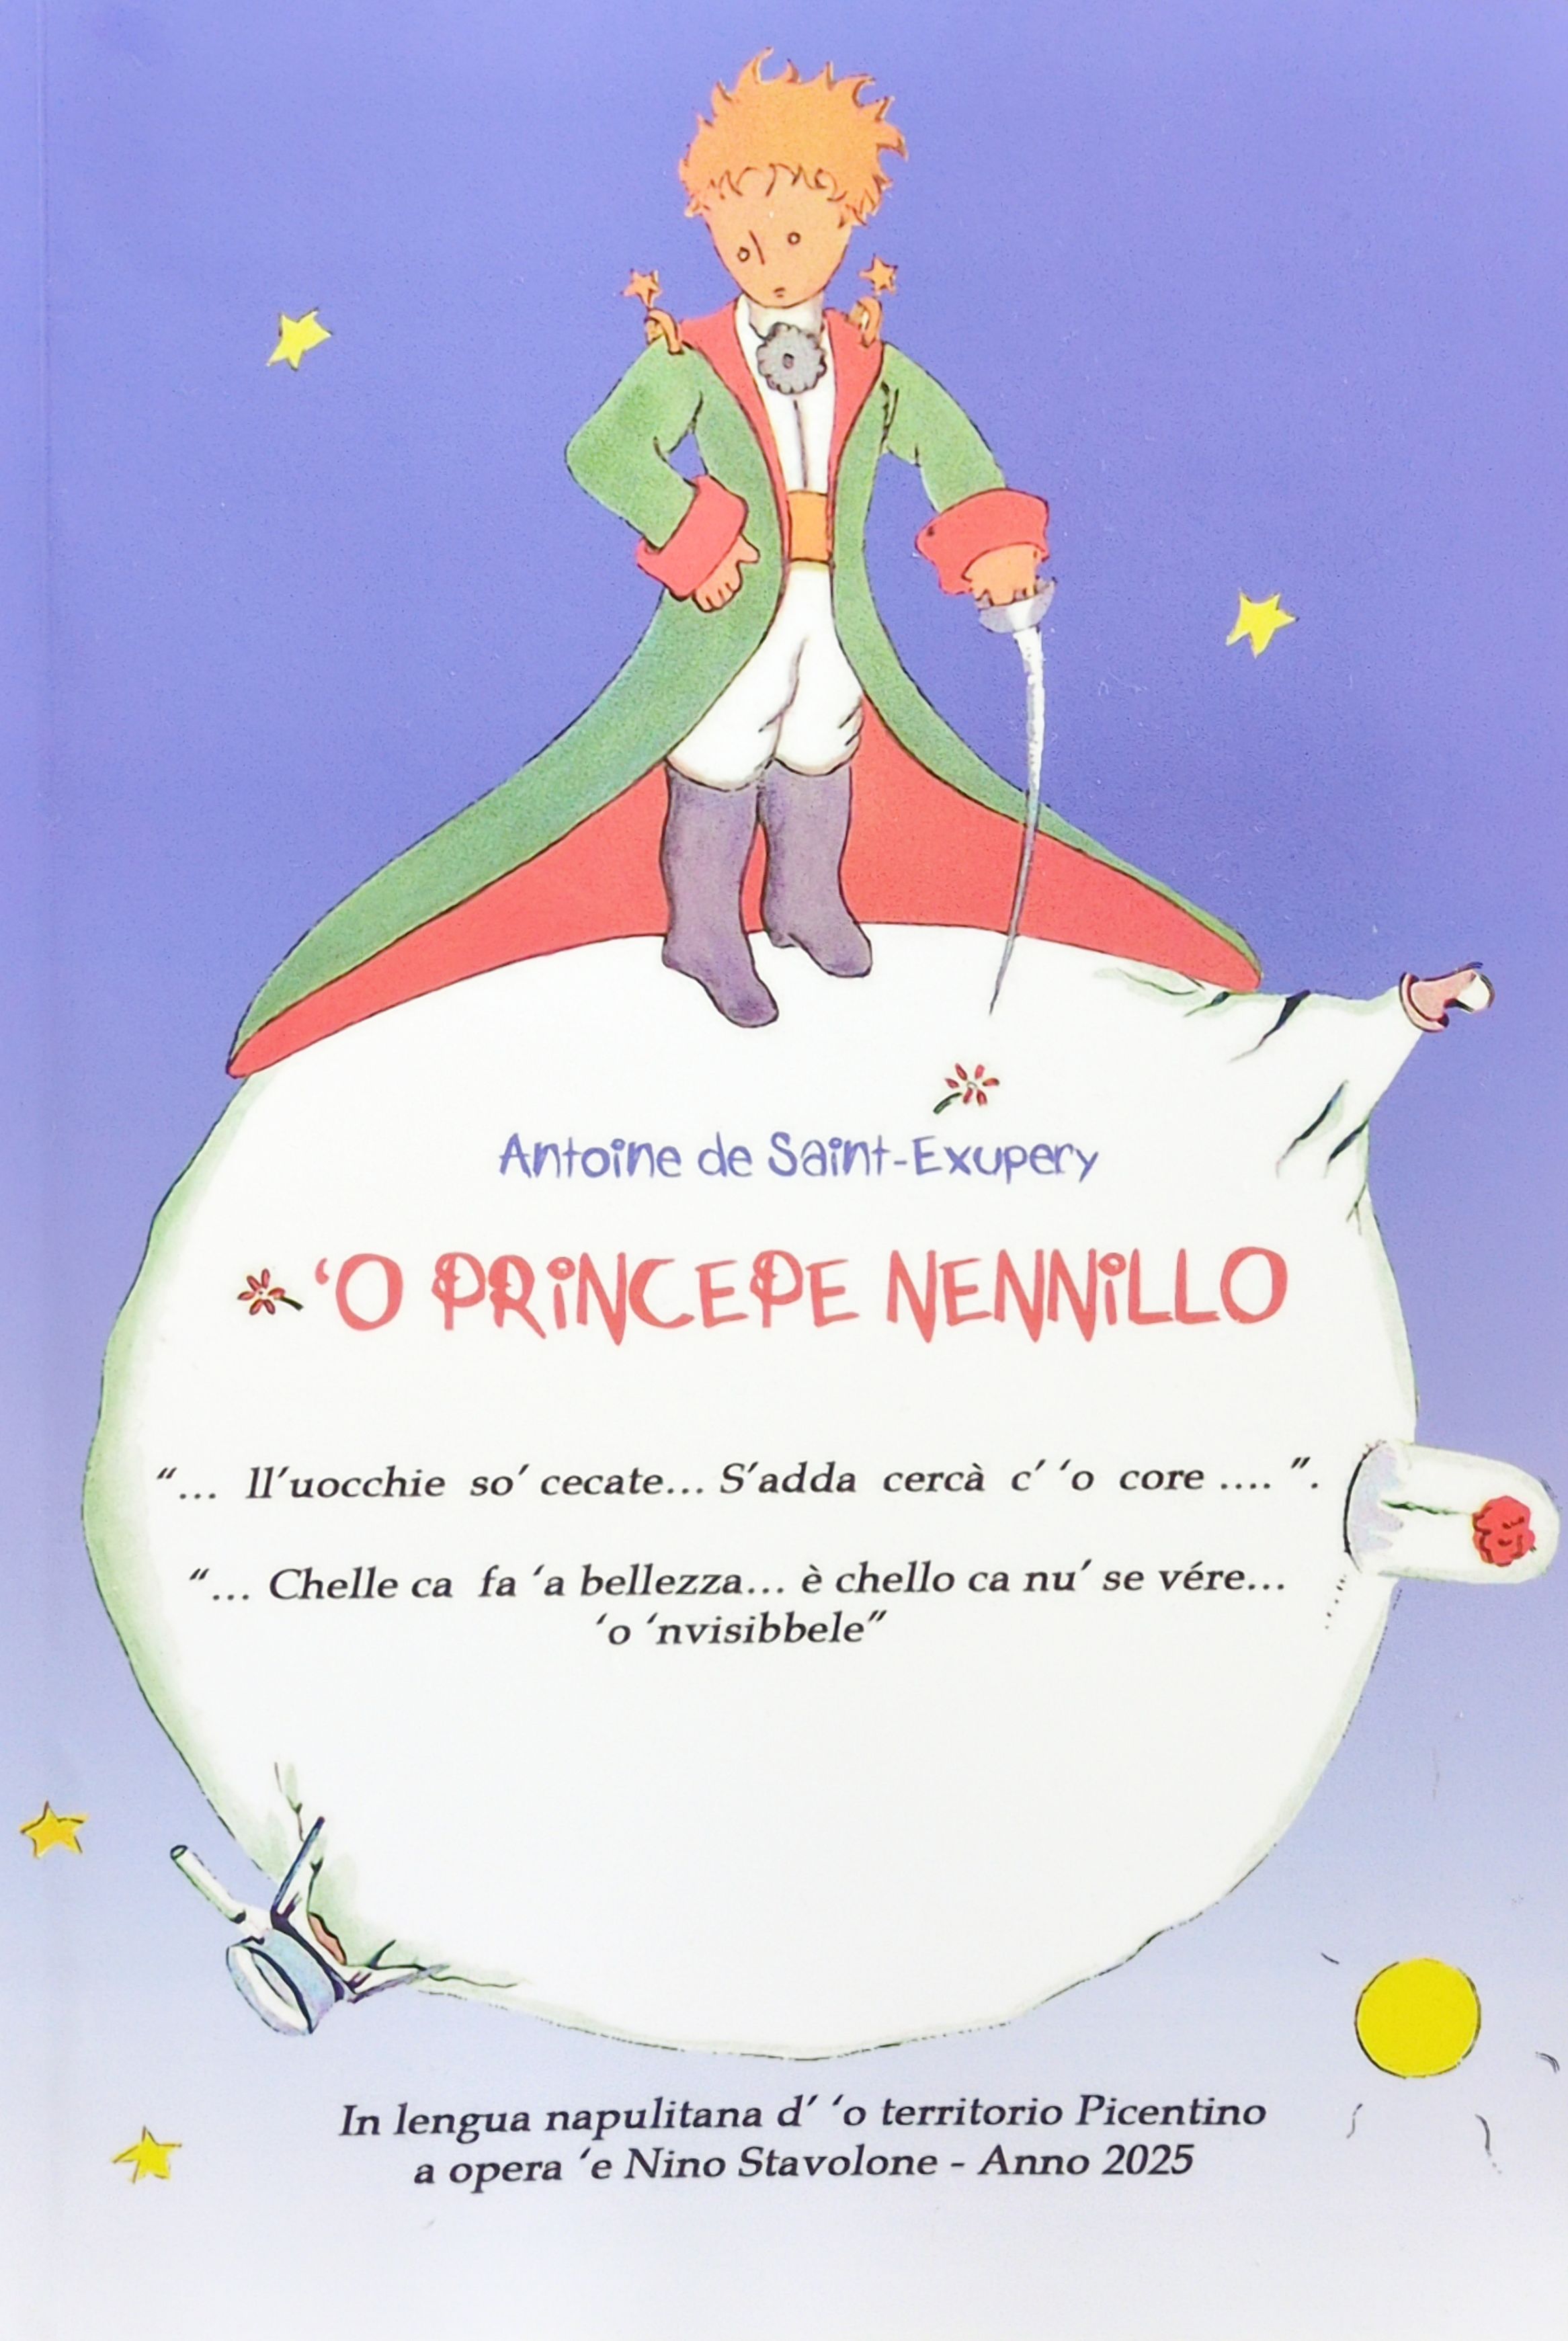 Antoine de Saint-Exupery
‘O PRiNCEPE NENNiLLO
“... ll’uocchie so’ cecate... S’adda cercà c’ ‘o core .... ”.
“... Chelle ca fa ‘a bellezza... è chello ca nu’ se vére...
‘o ‘nvisibbele”
In lengua napulitana d’ ‘o territorio Picentino
a opera ‘e Nino Stavolone - Anno 2025